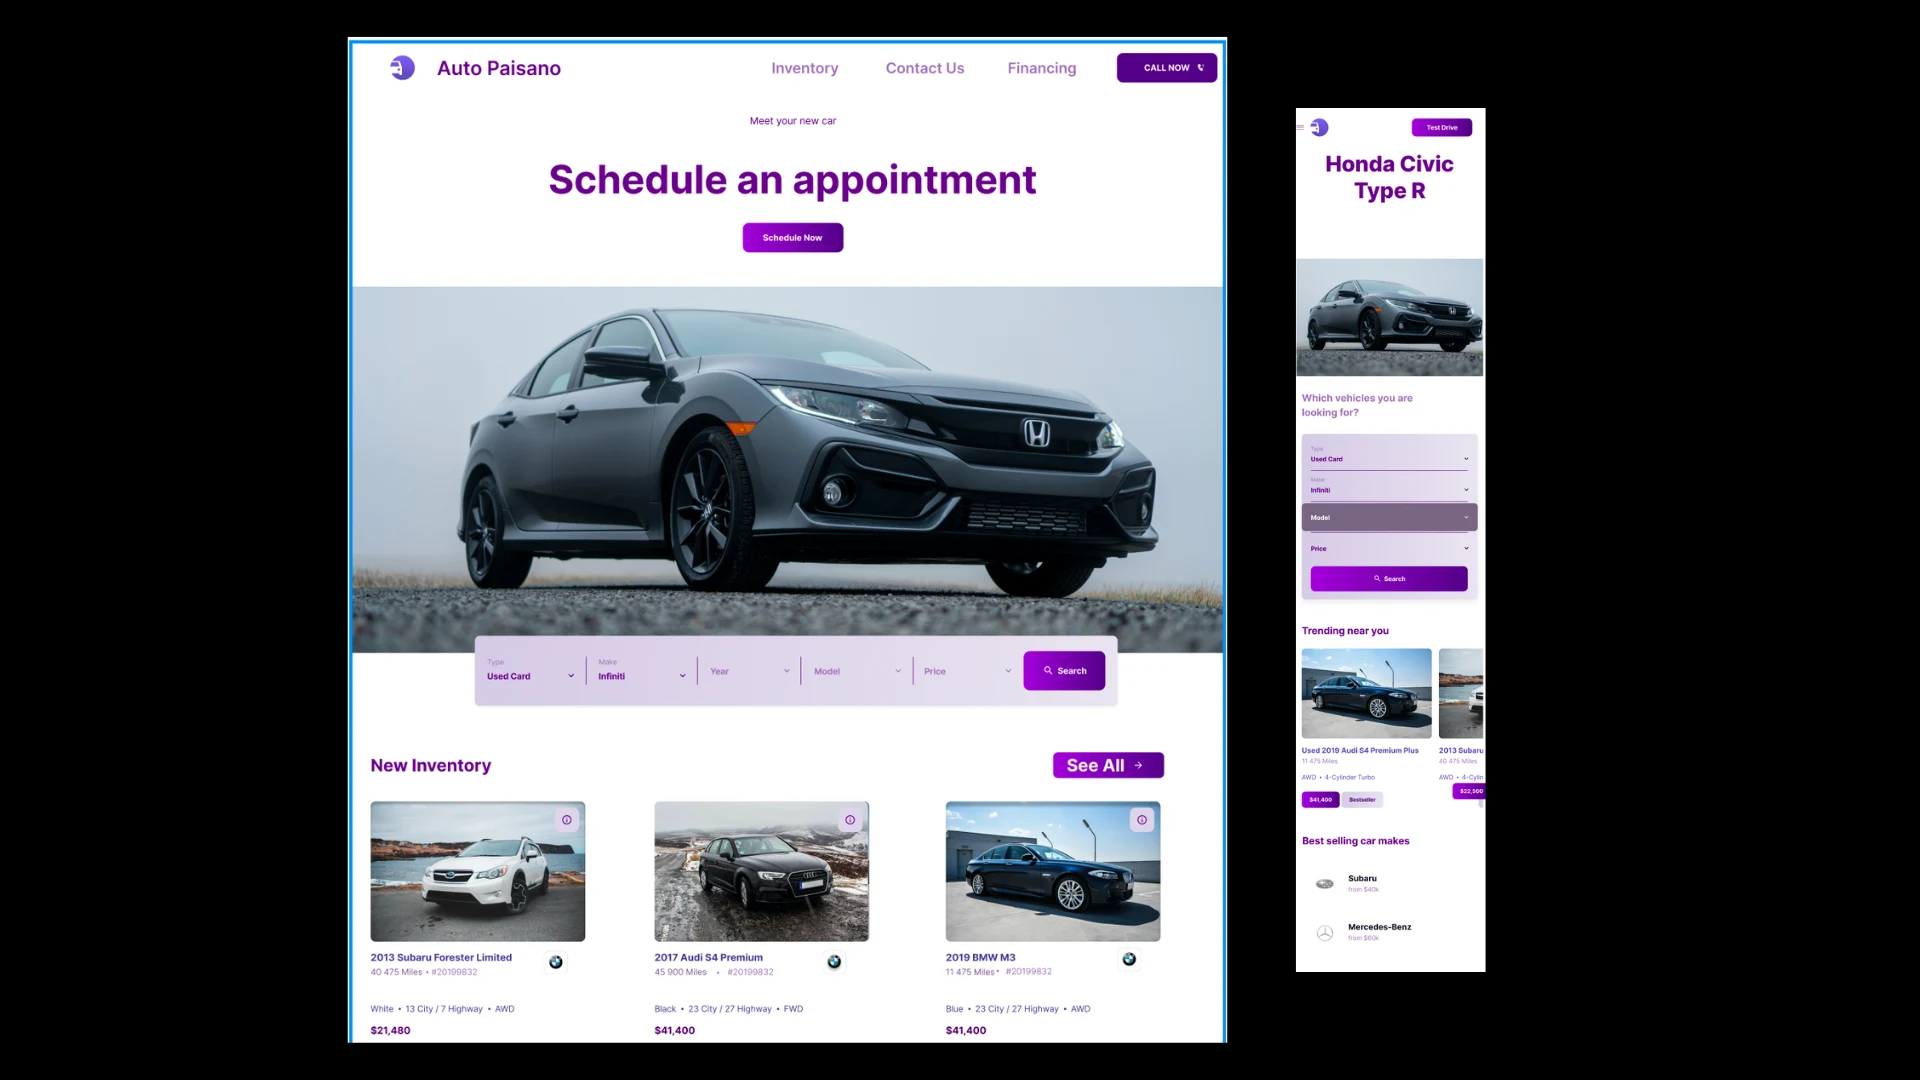 Auto Paisano
Inventory
Contact Us
Financing
CALL NOW
Meet your new car
Schedule an appointment
Schedule Now
Type
Used Card
Make
Infiniti
Year
Model
Price
Search
New Inventory
See All
2013 Subaru Forester Limited
40 475 Miles • #20199832
White • 13 City / 7 Highway • AWD
$21,480
2017 Audi S4 Premium
45 900 Miles • #20199832
Black • 23 City / 27 Highway • FWD
$41,400
2019 BMW M3
11 475 Miles • #20199832
Blue • 23 City / 27 Highway • AWD
$41,400
Test Drive
Honda Civic
Type R
Which vehicles you are
looking for?
Type
Used Card
Make
Infiniti
Model
Price
Search
Trending near you
Used 2019 Audi S4 Premium Plus
11 475 Miles
AWD • 4-Cylinder Turbo
$41,400
Bestseller
2013 Subaru
40 475 Miles
AWD • 4-Cylin
$22,500
Best selling car makes
Subaru
from $40k
Mercedes-Benz
from $60k